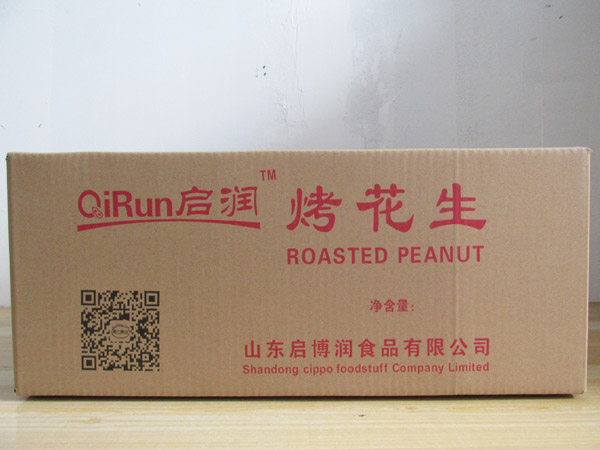 QiRun启润™
烤花生
ROASTED PEANUT
净含量:
山东启博润食品有限公司
Shandong cippo foodstuff Company Limited